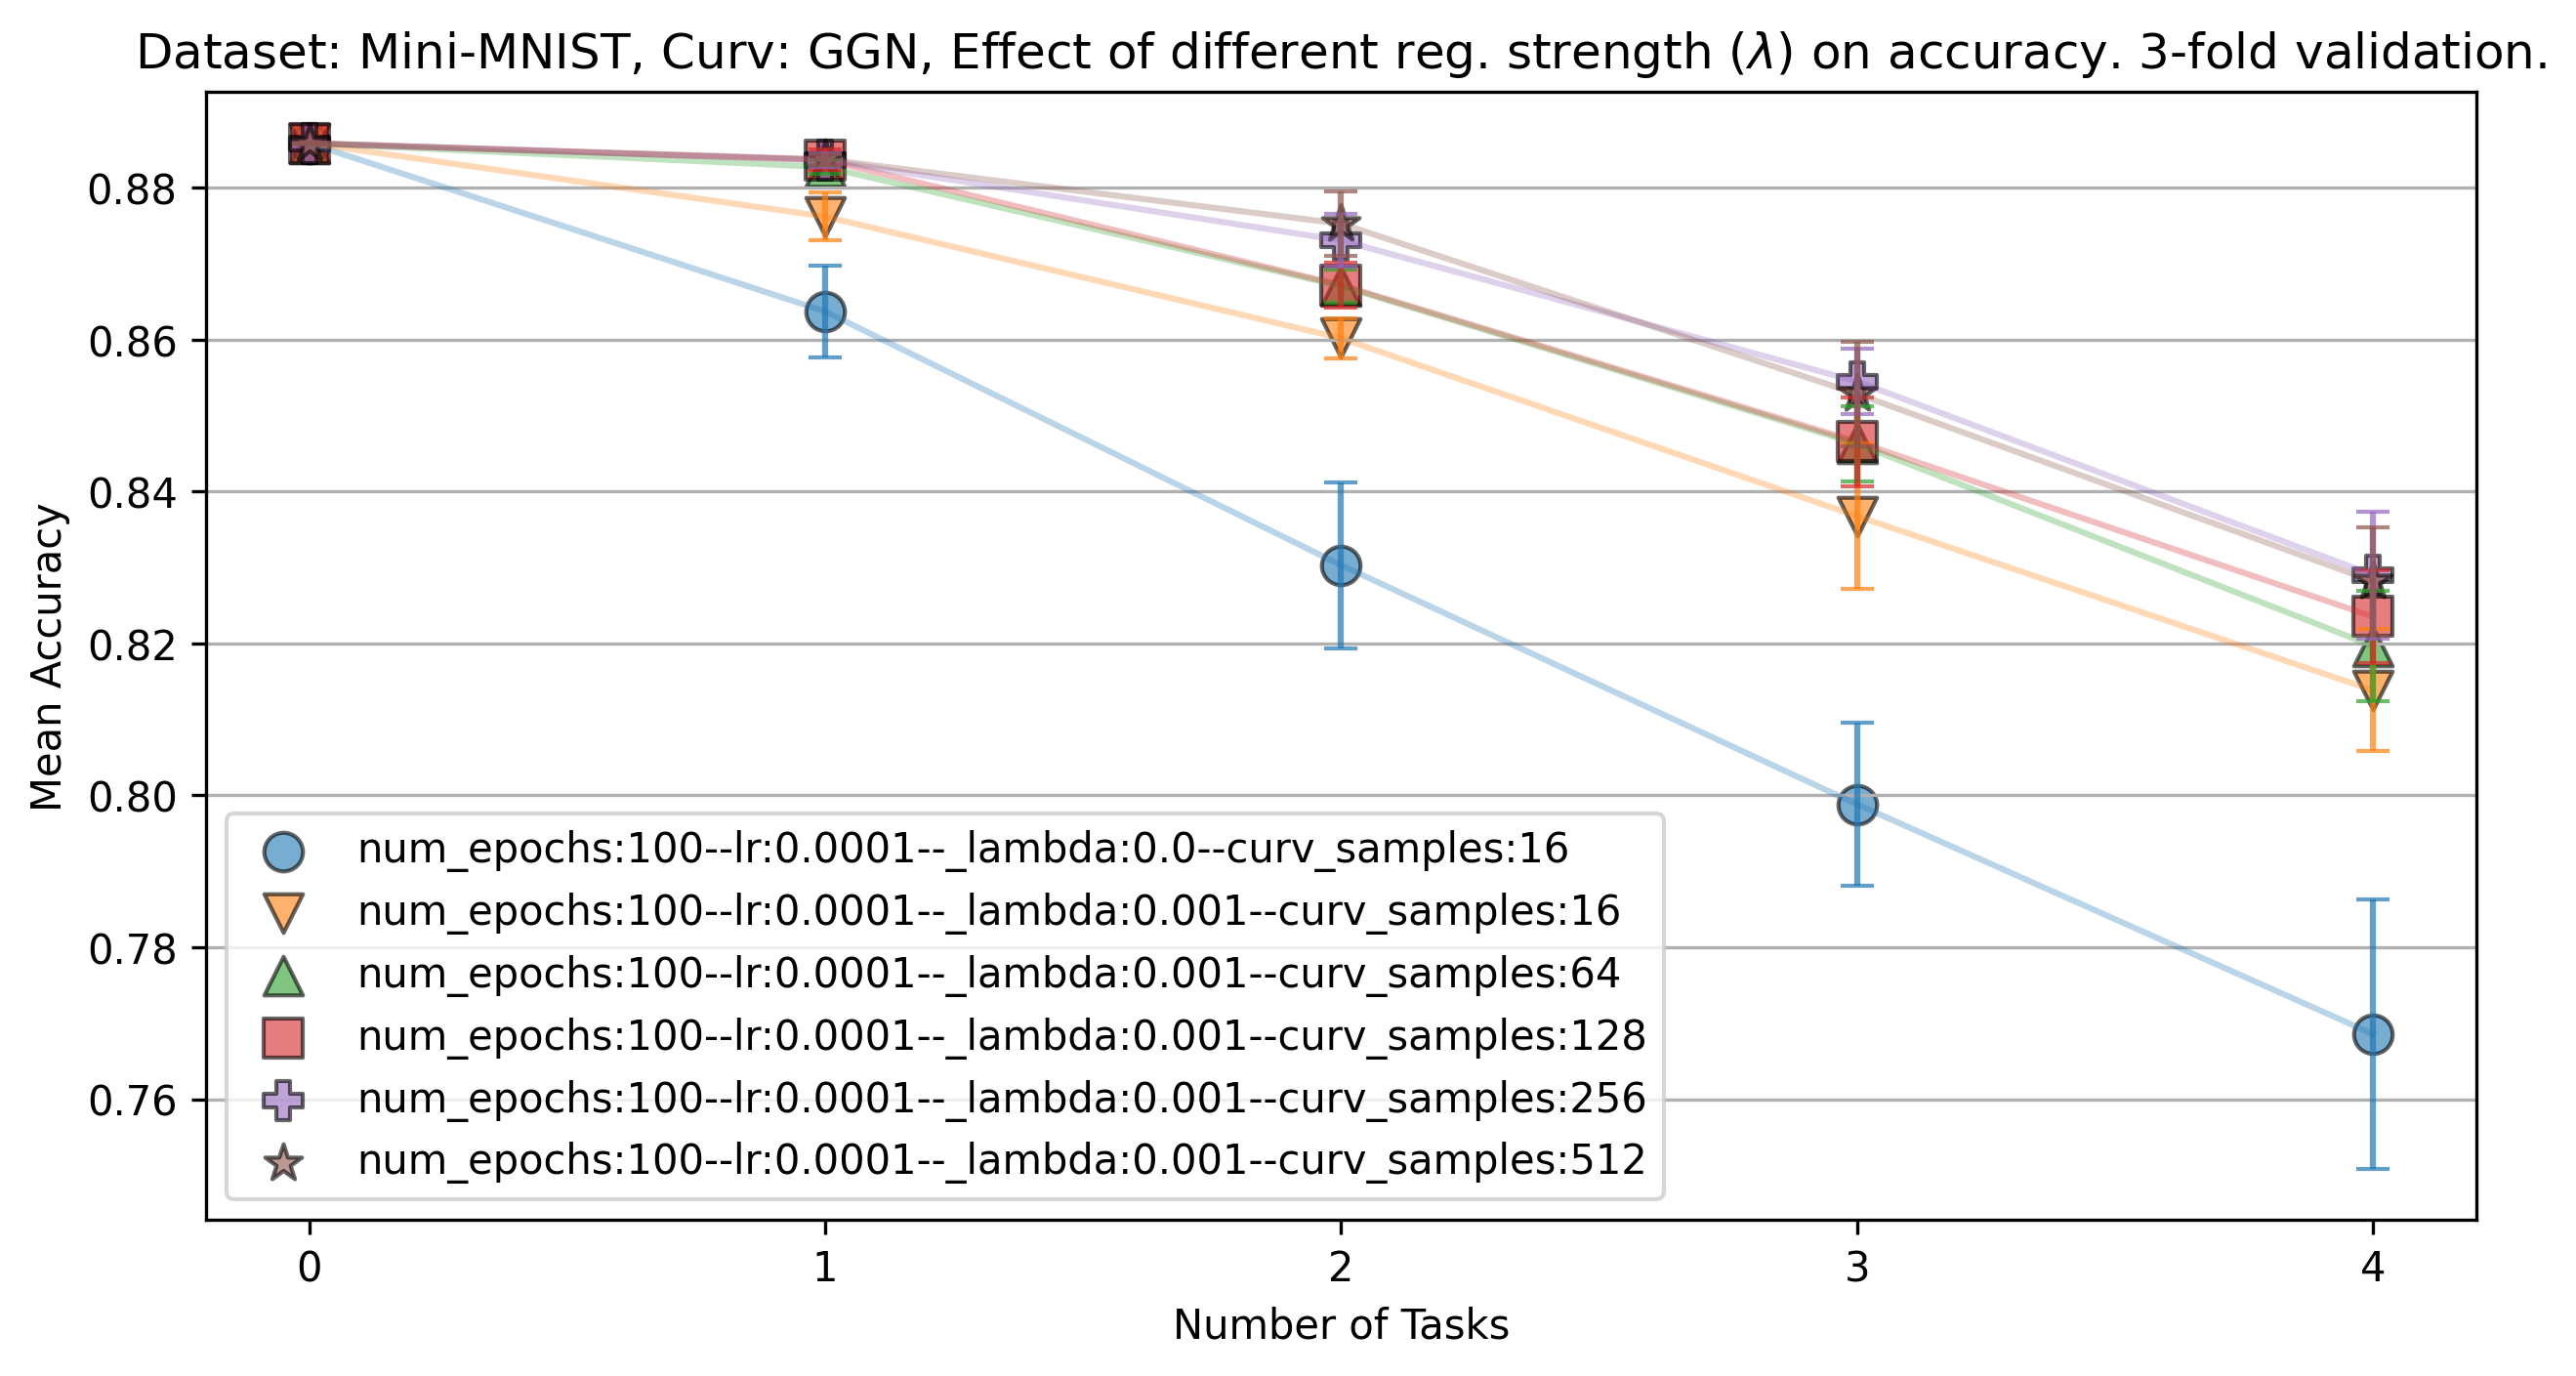 Dataset: Mini-MNIST, Curv: GGN, Effect of different reg. strength (λ) on accuracy. 3-fold validation.
Mean Accuracy
0.88
0.86
0.84
0.82
0.80
0.78
0.76
num_epochs:100--lr:0.0001--_lambda:0.0--curv_samples:16
num_epochs:100--lr:0.0001--_lambda:0.001--curv_samples:16
num_epochs:100--lr:0.0001--_lambda:0.001--curv_samples:64
num_epochs:100--lr:0.0001--_lambda:0.001--curv_samples:128
num_epochs:100--lr:0.0001--_lambda:0.001--curv_samples:256
num_epochs:100--lr:0.0001--_lambda:0.001--curv_samples:512
0 1 2 3 4
Number of Tasks